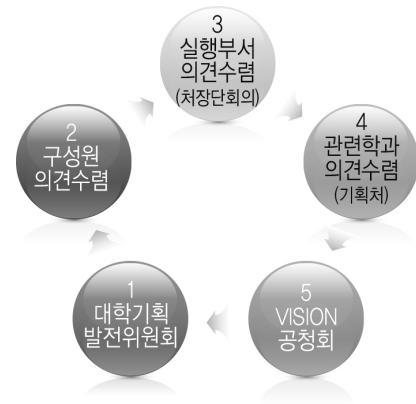 3
실행부서
의견수렴
(처장단회의)
2
구성원
의견수렴
4
관련학과
의견수렴
(기획처)
1
대학기획
발전위원회
5
VISION
공청회